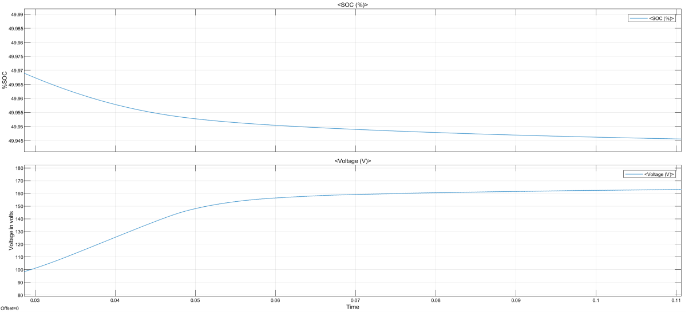 <SOC (%)>
<SOC (%)>
49.99
49.985
49.98
49.975
49.97
49.965
49.96
49.955
49.95
49.945
%SOC
<Voltage (V)>
<Voltage (V)>
180
170
160
150
140
130
120
110
100
90
80
Voltage in volts
0.03 0.04 0.05 0.06 0.07 0.08 0.09 0.1 0.11
Time
Offset=0